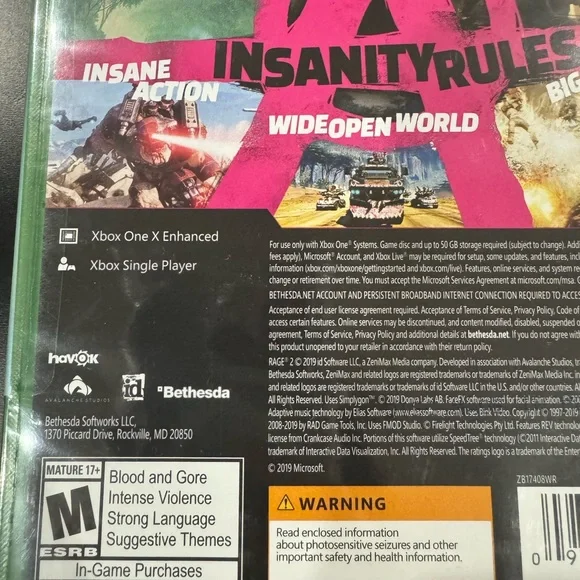 INSANITY RULES
INSANE
ACTION
BIG
WIDE OPEN WORLD
Xbox One X Enhanced
Xbox Single Player
For use only with Xbox One® Systems. Game disc and up to 50 GB storage required (subject to change). Addi
fees apply), Microsoft® Account, and Xbox Live® may be required for setup, some updates, and features, incl
information (xbox.com/xboxone/gettingstarted and xbox.com/live). Features, online services, and system re
change or retirement over time. You must accept the Microsoft Services Agreement at microsoft.com/msa.
BETHESDA.NET ACCOUNT AND PERSISTENT BROADBAND INTERNET CONNECTION REQUIRED TO ACCES
Acceptance of end user license agreement required. Acceptance of Terms of Service, Privacy Policy, Code of
access certain features. Online services may be discontinued, and content modified, disabled, suspended o
agreement, Terms of Service, Privacy Policy and additional details at bethesda.net. If you do not agree with
this product unopened to your retailer in accordance with their return policy.
RAGE® 2 © 2019 id Software LLC, a ZeniMax Media company. Developed in association with Avalanche Studios,
Bethesda Softworks, ZeniMax and related logos are registered trademarks or trademarks of ZeniMax Media Inc.
and related logos are registered trademarks or trademarks of id Software LLC in the U.S. and/or other countries.
All Rights Reserved. Uses Simplygon™. © 2019 Donya Labs AB. FaceFX software used for facial animation.
Adaptive music technology by Elias Software (www.eliassoftware.com). Uses Bink Video. Copyright © 1997-2019
2008-2019 by RAD Game Tools, Inc. Uses FMOD Studio. © Firelight Technologies Pty Ltd. Features REV technolo
license from Crankcase Audio Inc. Portions of this software utilize SpeedTree® technology (© 2011 Interactive Dat
trademark of Interactive Data Visualization, Inc. All Rights Reserved. The ratings logo is a trademark of the Enter
© 2019 Microsoft.
havok
AVALANCHE STUDIOS
id
Bethesda
Bethesda Softworks LLC,
1370 Piccard Drive, Rockville, MD 20850
ZB17408WR
MATURE 17+
M
ESRB
Blood and Gore
Intense Violence
Strong Language
Suggestive Themes
In-Game Purchases
WARNING
Read enclosed information
about photosensitive seizures and other
important safety and health information.
0 9